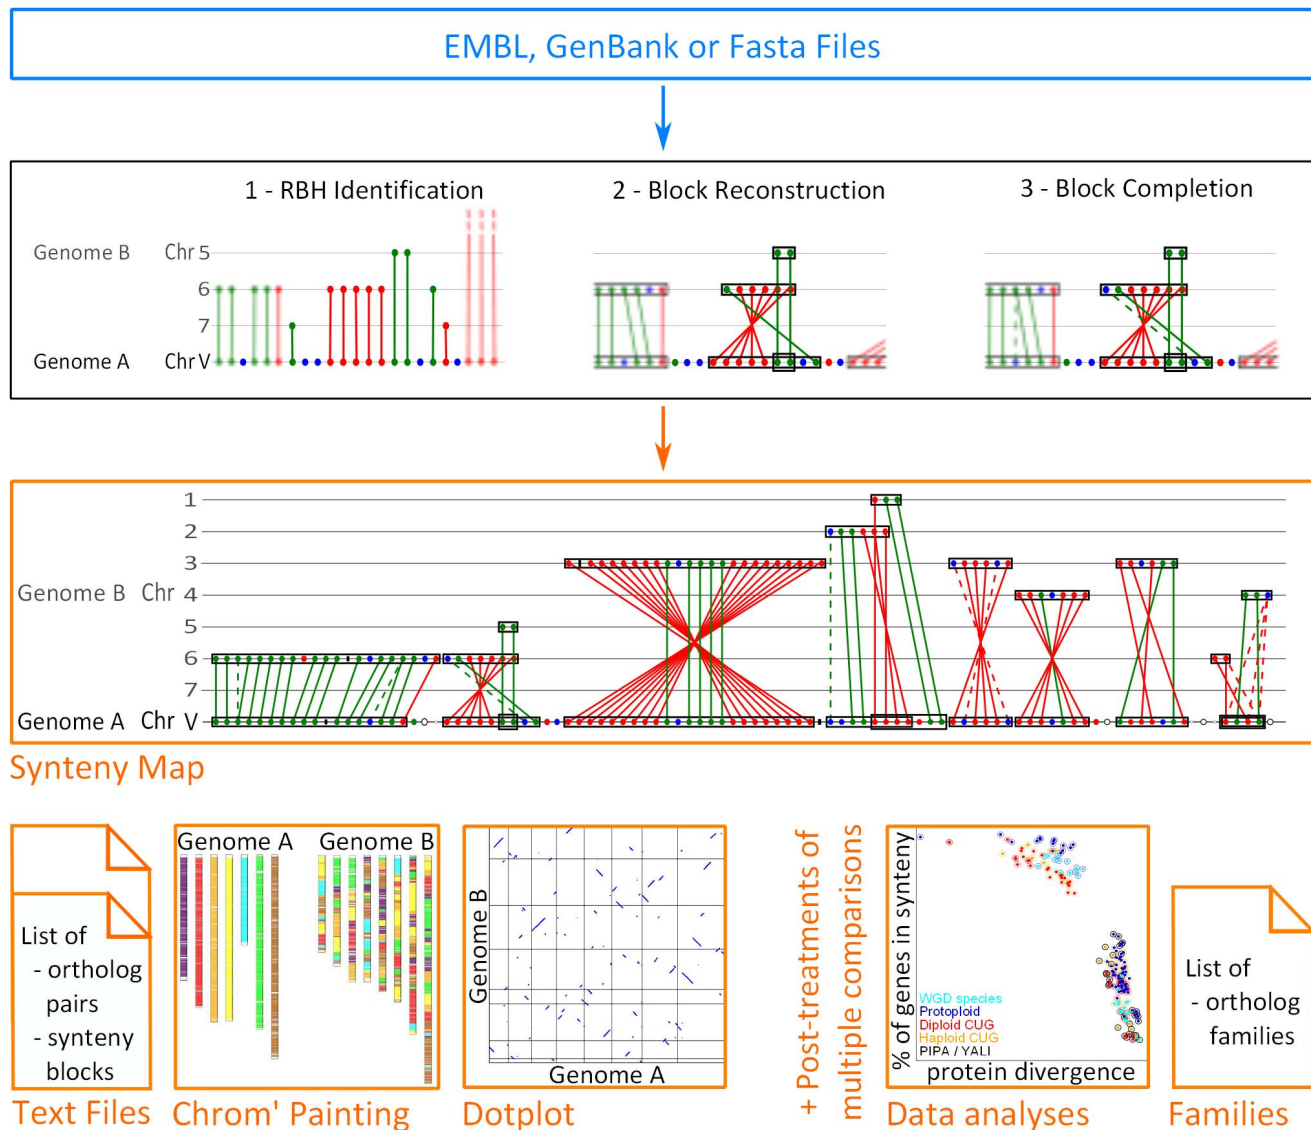 EMBL, GenBank or Fasta Files
1 - RBH Identification
2 - Block Reconstruction
3 - Block Completion
Genome B Chr 5
6
7
Genome A Chr V
1
2
3
Genome B Chr 4
5
6
7
Genome A Chr V
Synteny Map
List of
- ortholog
pairs
- synteny
blocks
Text Files
Genome A
Genome B
Chrom' Painting
Genome B
Genome A
Dotplot
+ Post-treatments of
multiple comparisons
% of genes in synteny
WGD species
Protoploid
Diploid CUG
Haploid CUG
PIPA / YALI
protein divergence
Data analyses
List of
- ortholog
families
Families